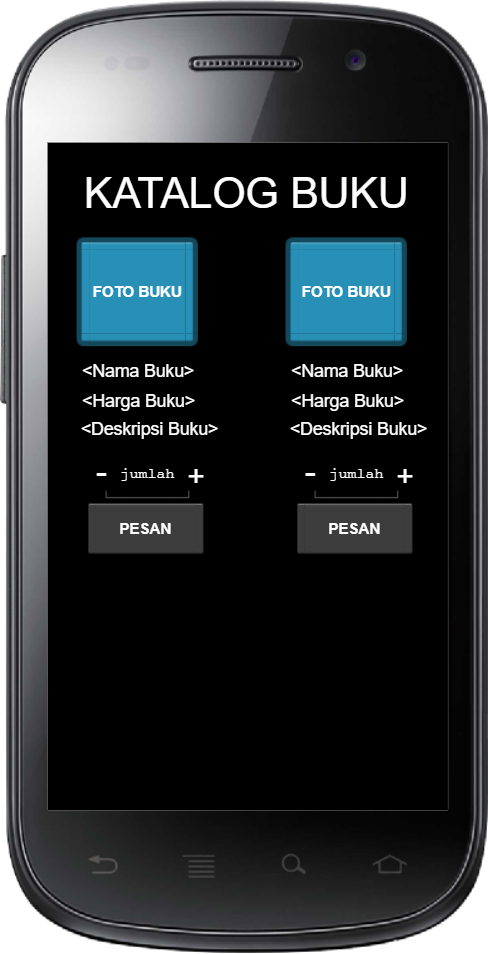 KATALOG BUKU
FOTO BUKU
<Nama Buku>
<Harga Buku>
<Deskripsi Buku>
- jumlah +
PESAN
FOTO BUKU
<Nama Buku>
<Harga Buku>
<Deskripsi Buku>
- jumlah +
PESAN